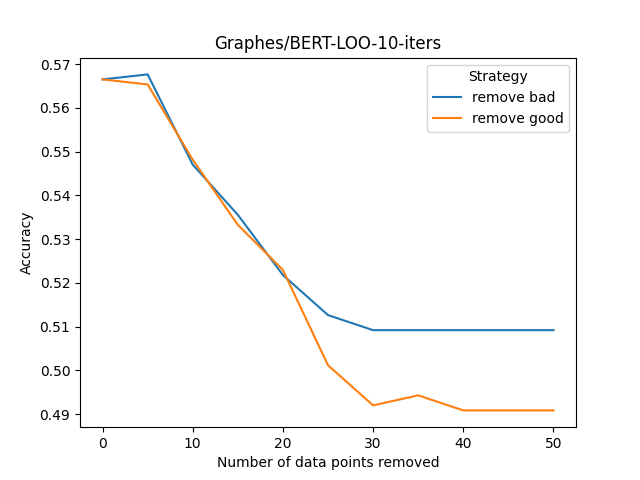 Graphes/BERT-LOO-10-iters
Strategy
remove bad
remove good
Accuracy
0.57
0.56
0.55
0.54
0.53
0.52
0.51
0.50
0.49
0 10 20 30 40 50
Number of data points removed